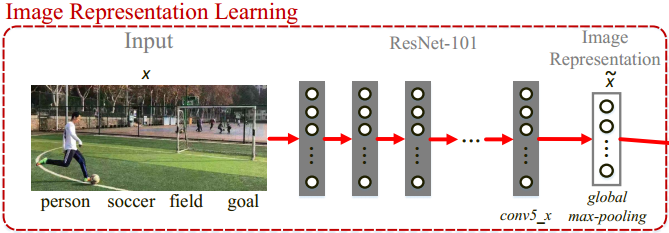 Image Representation Learning
Input
ResNet-101
Image
Representation
x
x̃
person soccer field goal
...
conv5_x
global
max-pooling